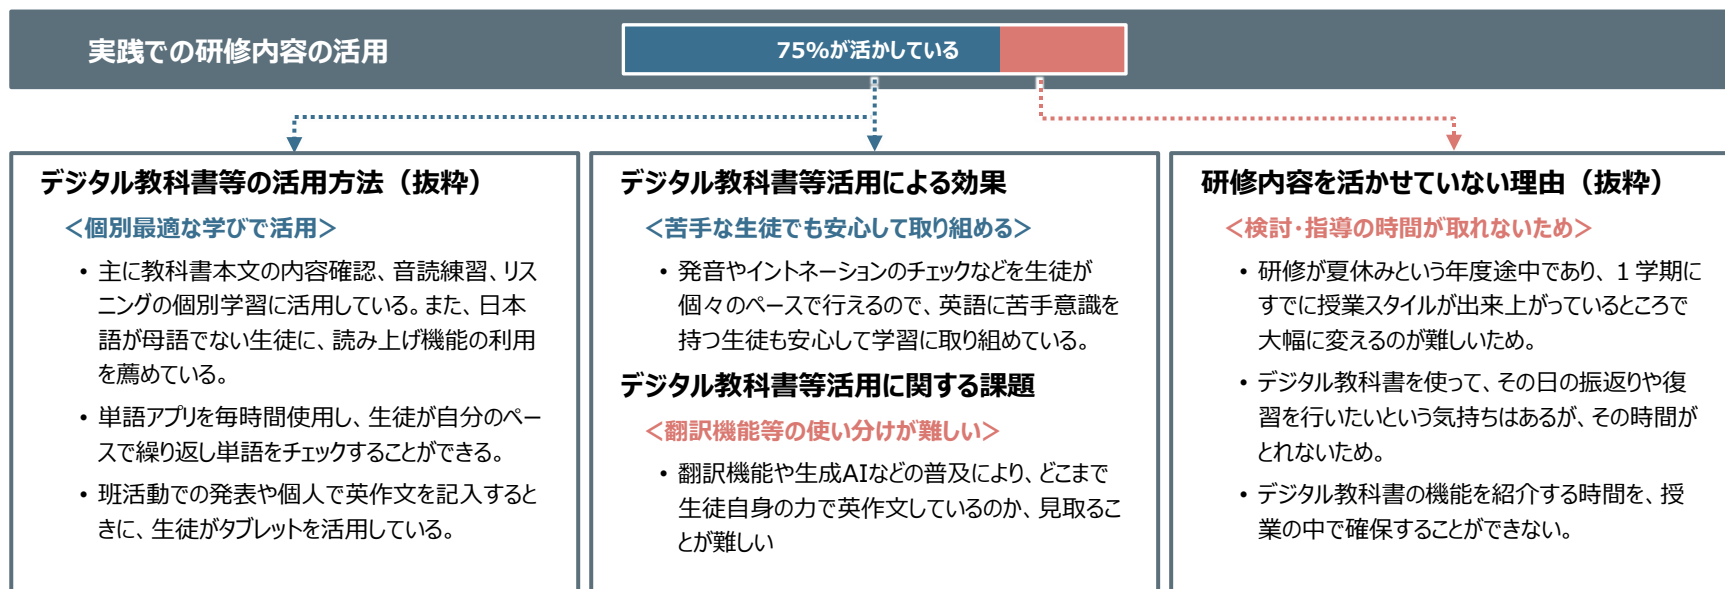 実践での研修内容の活用
75%が活かしている
デジタル教科書等の活用方法（抜粋）
＜個別最適な学びで活用＞
• 主に教科書本文の内容確認、音読練習、リス
ニングの個別学習に活用している。また、日本
語が母語でない生徒に、読み上げ機能の利用
を薦めている。
• 単語アプリを毎時間使用し、生徒が自分のペー
スで繰り返し単語をチェックすることができる。
• 班活動での発表や個人で英作文を記入すると
きに、生徒がタブレットを活用している。
デジタル教科書等活用による効果
＜苦手な生徒でも安心して取り組める＞
• 発音やイントネーションのチェックなどを生徒が
個々のペースで行えるので、英語に苦手意識を
持つ生徒も安心して学習に取り組めている。
デジタル教科書等活用に関する課題
＜翻訳機能等の使い分けが難しい＞
• 翻訳機能や生成AIなどの普及により、どこまで
生徒自身の力で英作文しているのか、見取るこ
とが難しい
研修内容を活かせていない理由（抜粋）
＜検討・指導の時間が取れないため＞
• 研修が夏休みという年度途中であり、１学期に
すでに授業スタイルが出来上がっているところで
大幅に変えるのが難しいため。
• デジタル教科書を使って、その日の振返りや復
習を行いたいという気持ちはあるが、その時間が
とれないため。
• デジタル教科書の機能を紹介する時間を、授
業の中で確保することができない。